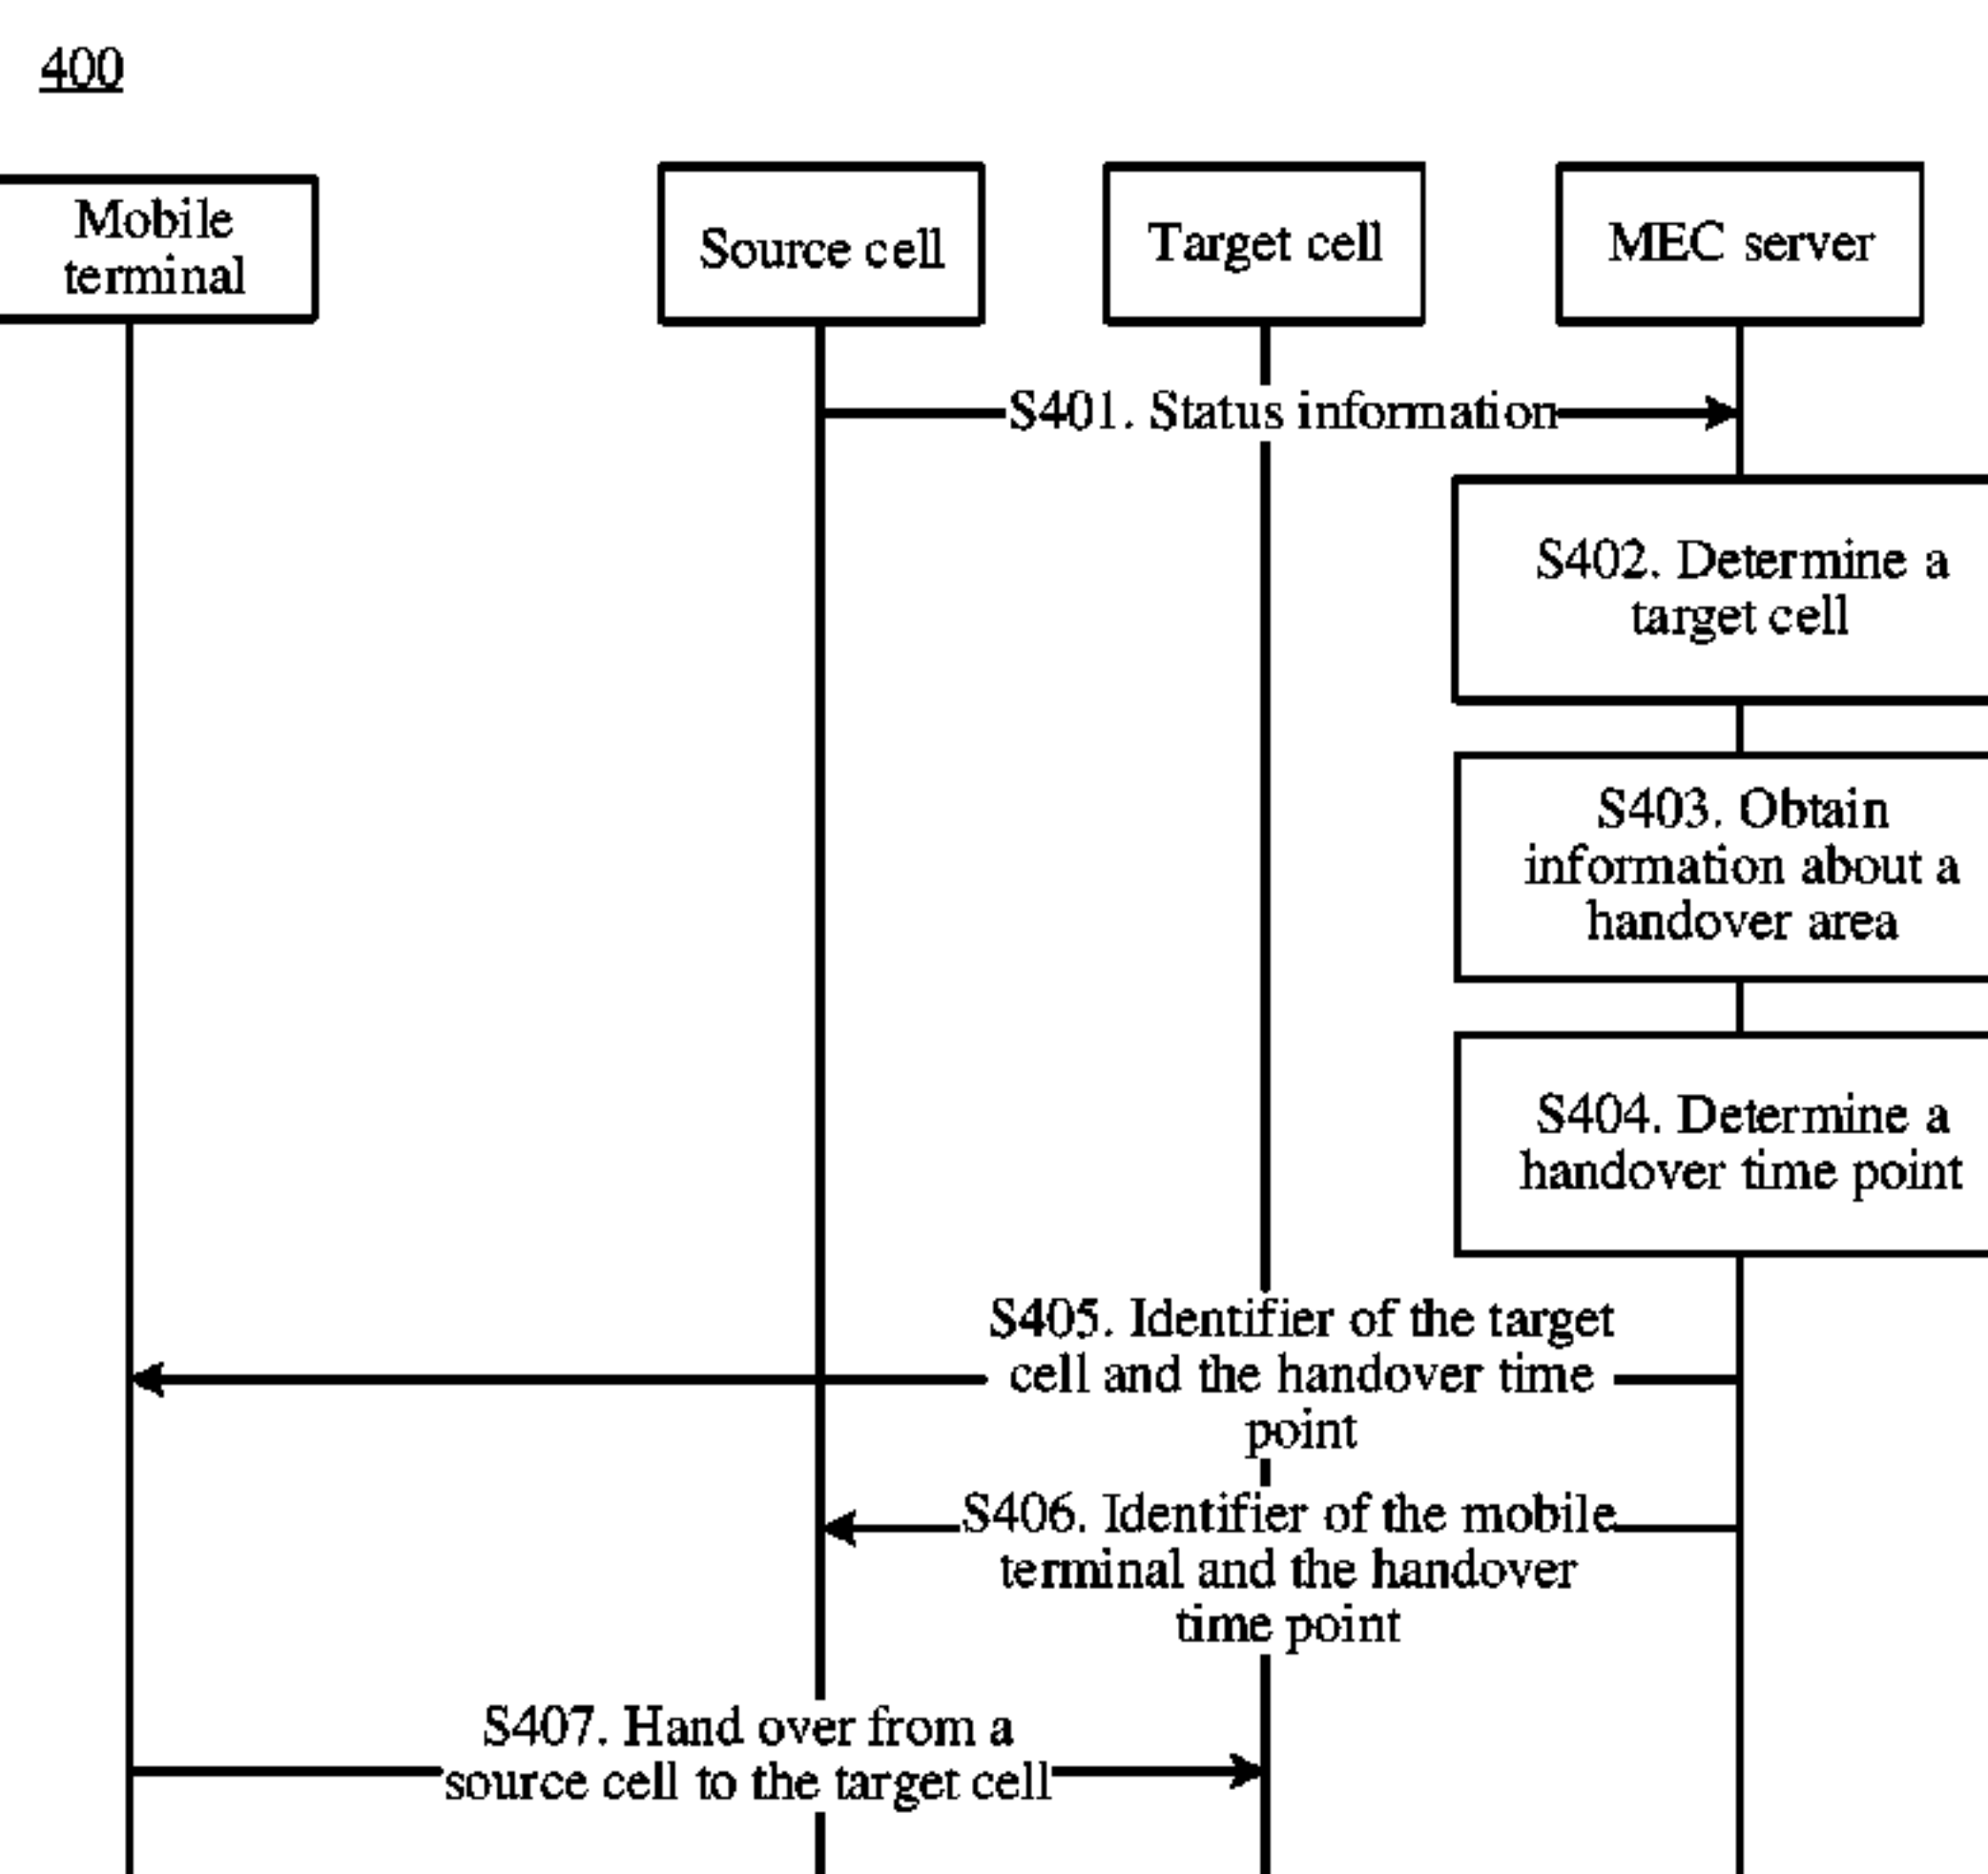 400
Mobile
terminal
Source cell
Target cell
MEC server
S401. Status information
S402. Determine a
target cell
S403. Obtain
information about a
handover area
S404. Determine a
handover time point
S405. Identifier of the target
cell and the handover time
point
S406. Identifier of the mobile
terminal and the handover
time point
S407. Hand over from a
source cell to the target cell